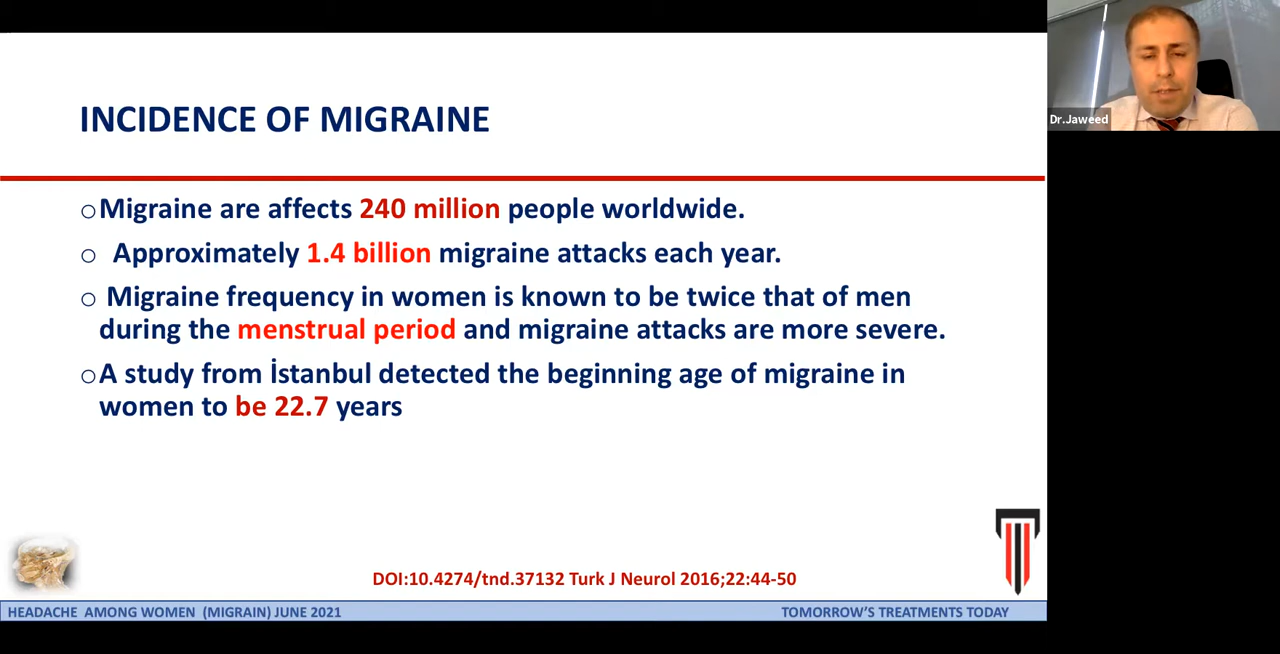 INCIDENCE OF MIGRAINE
Dr.Jaweed
○Migraine are affects 240 million people worldwide.
○ Approximately 1.4 billion migraine attacks each year.
○ Migraine frequency in women is known to be twice that of men
during the menstrual period and migraine attacks are more severe.
○A study from İstanbul detected the beginning age of migraine in
women to be 22.7 years
DOI:10.4274/tnd.37132 Turk J Neurol 2016;22:44-50
HEADACHE AMONG WOMEN (MIGRAIN) JUNE 2021
TOMORROW'S TREATMENTS TODAY